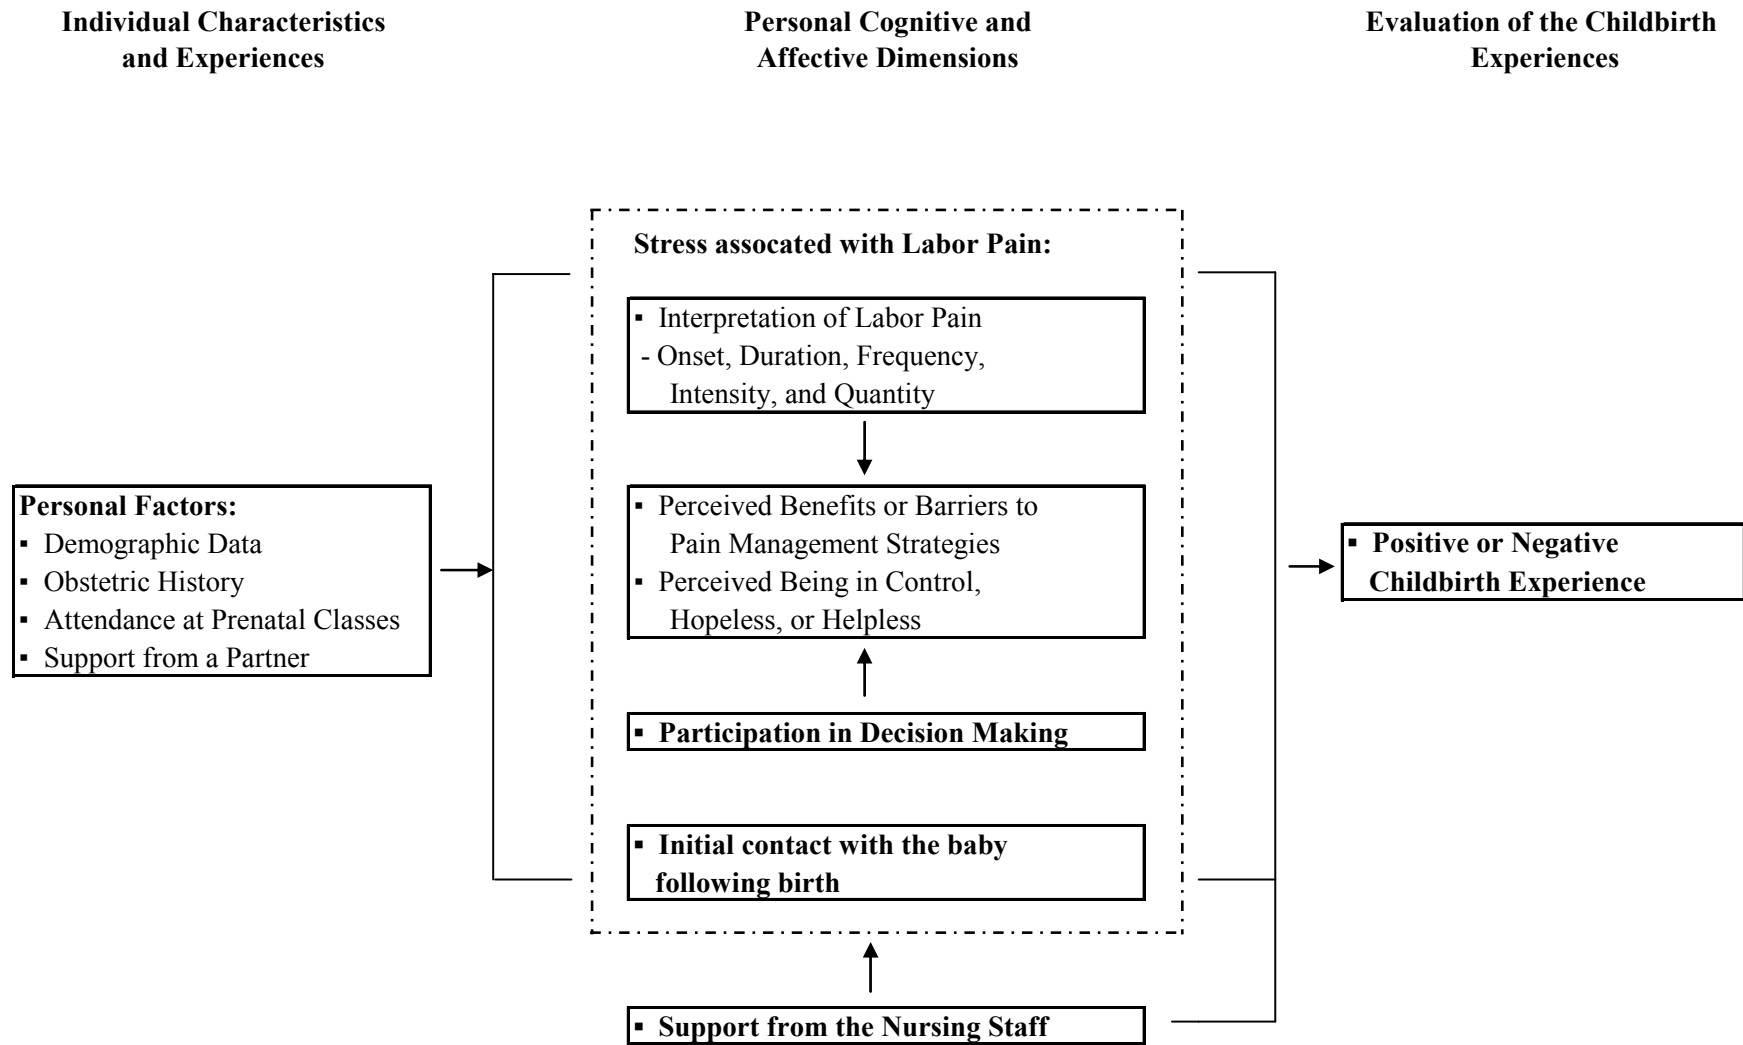 Individual Characteristics
and Experiences
Personal Cognitive and
Affective Dimensions
Evaluation of the Childbirth
Experiences
Stress assocated with Labor Pain:
▪ Interpretation of Labor Pain
- Onset, Duration, Frequency,
Intensity, and Quantity
Personal Factors:
▪ Demographic Data
▪ Obstetric History
▪ Attendance at Prenatal Classes
▪ Support from a Partner
▪ Perceived Benefits or Barriers to
Pain Management Strategies
▪ Perceived Being in Control,
Hopeless, or Helpless
▪ Positive or Negative
Childbirth Experience
▪ Participation in Decision Making
▪ Initial contact with the baby
following birth
▪ Support from the Nursing Staff